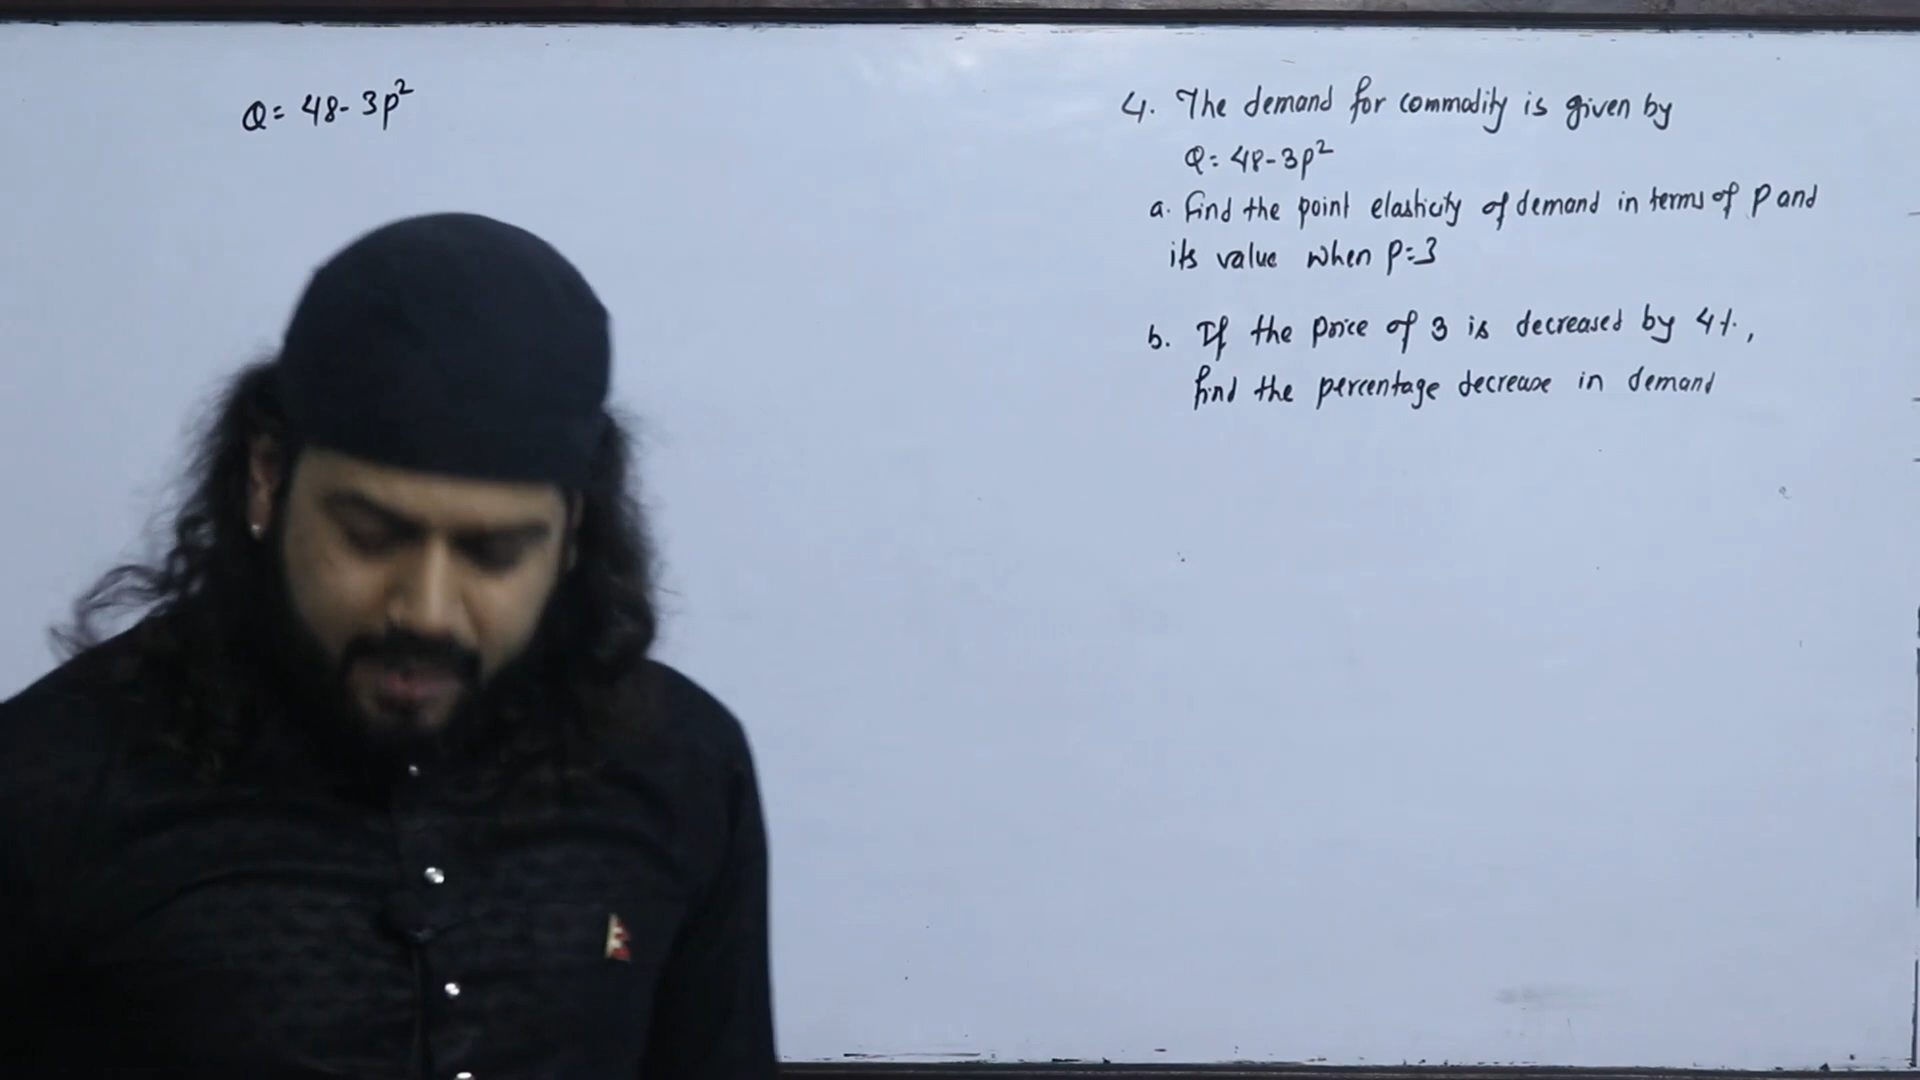 Q= 48-3p²
4. The demand for commodity is given by
Q= 48-3p²
a. find the point elasticity of demand in terms of p and
its value when p=3
b. If the price of 3 is decreased by 4%,
find the percentage decrease in demand